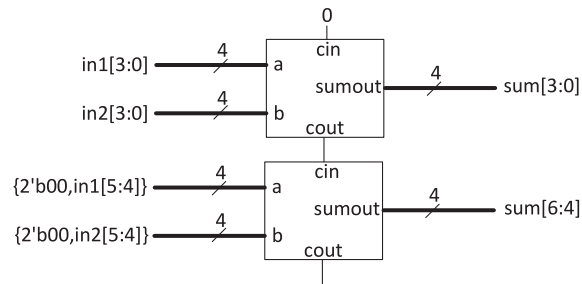 0
cin
in1[3:0]
4
a
sumout
4
sum[3:0]
in2[3:0]
4
b
cout
cin
{2'b00,in1[5:4]}
4
a
sumout
4
sum[6:4]
{2'b00,in2[5:4]}
4
b
cout